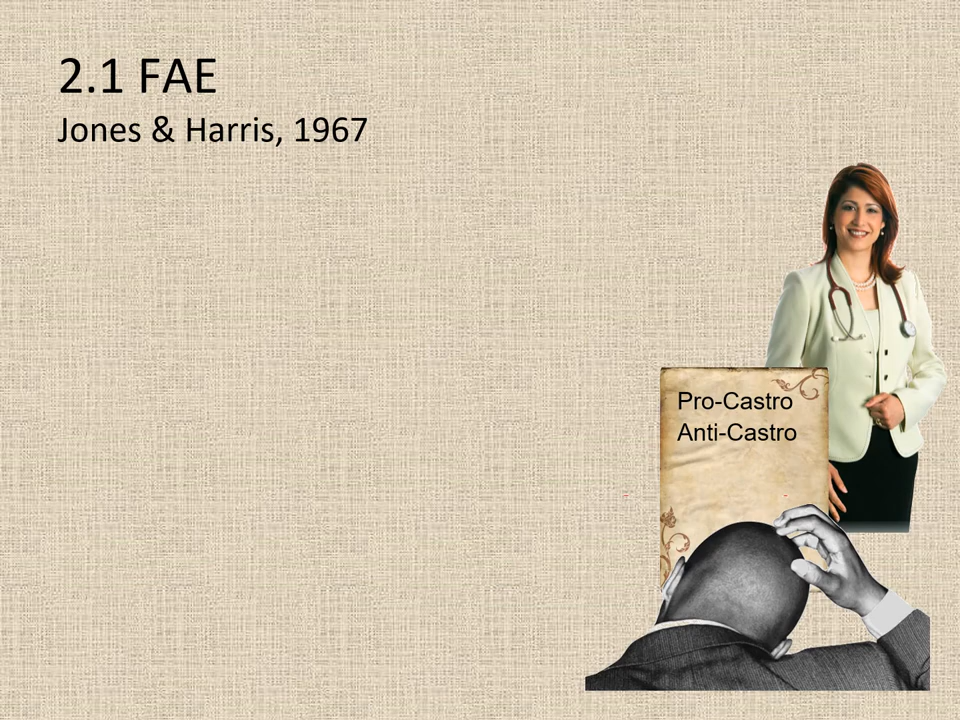 2.1 FAE
Jones & Harris, 1967
Pro-Castro
Anti-Castro